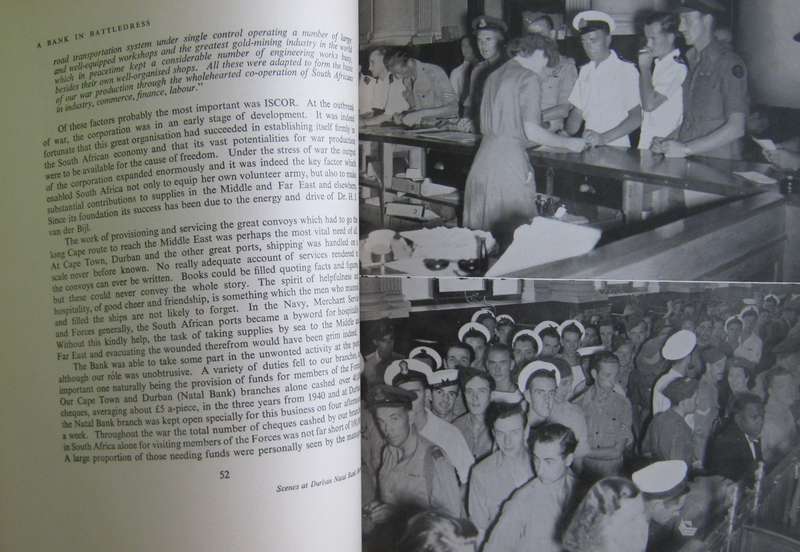 A BANK IN BATTLEDRESS
road transportation system under single control operating a number of large
and well-equipped workshops and the greatest gold-mining industry in the world
which in peacetime kept a considerable number of engineering works busy,
besides their own well-organised shops. All these were adapted to form the basis
of our war production through the wholehearted co-operation of South Africans
in industry, commerce, finance, labour."
Of these factors probably the most important was ISCOR. At the outbreak
of war, the corporation was in an early stage of development. It was indeed
fortunate that this great organisation had succeeded in establishing itself firmly in
the South African economy and that its vast potentialities for war production
were to be available for the cause of freedom. Under the stress of war the output
of the corporation expanded enormously and it was indeed the key factor which
enabled South Africa not only to equip her own volunteer army, but also to make
substantial contributions to supplies in the Middle and Far East and elsewhere.
Since its foundation its success has been due to the energy and drive of Dr. H. J.
van der Bijl.
The work of provisioning and servicing the great convoys which had to go the
long Cape route to reach the Middle East was perhaps the most vital need of all.
At Cape Town, Durban and the other great ports, shipping was handled on a
scale never before known. No really adequate account of services rendered to
the convoys can ever be written. Books could be filled quoting facts and figures
but these could never convey the whole story. The spirit of helpfulness and
hospitality, of good cheer and friendship, is something which the men who manned
and filled the ships are not likely to forget. In the Navy, Merchant Service
and Forces generally, the South African ports became a byword for hospitality.
Without this kindly help, the task of taking supplies by sea to the Middle and
Far East and evacuating the wounded therefrom would have been grim indeed.
The Bank was able to take some part in the unwonted activity at the ports
although our rôle was unobtrusive. A variety of duties fell to our branches, an
important one naturally being the provision of funds for members of the Forces.
Our Cape Town and Durban (Natal Bank) branches alone cashed over
cheques, averaging about £5 a-piece, in the three years from 1940 and at Durban
the Natal Bank branch was kept open specially for this business on four afternoons
a week. Throughout the war the total number of cheques cashed by our branches
in South Africa alone for visiting members of the Forces was not far short of
A large proportion of those needing funds were personally seen by the
52
Scenes at Durban Natal Bank